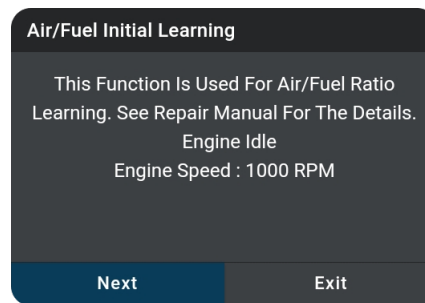 Air/Fuel Initial Learning
This Function Is Used For Air/Fuel Ratio
Learning. See Repair Manual For The Details.
Engine Idle
Engine Speed : 1000 RPM
Next
Exit